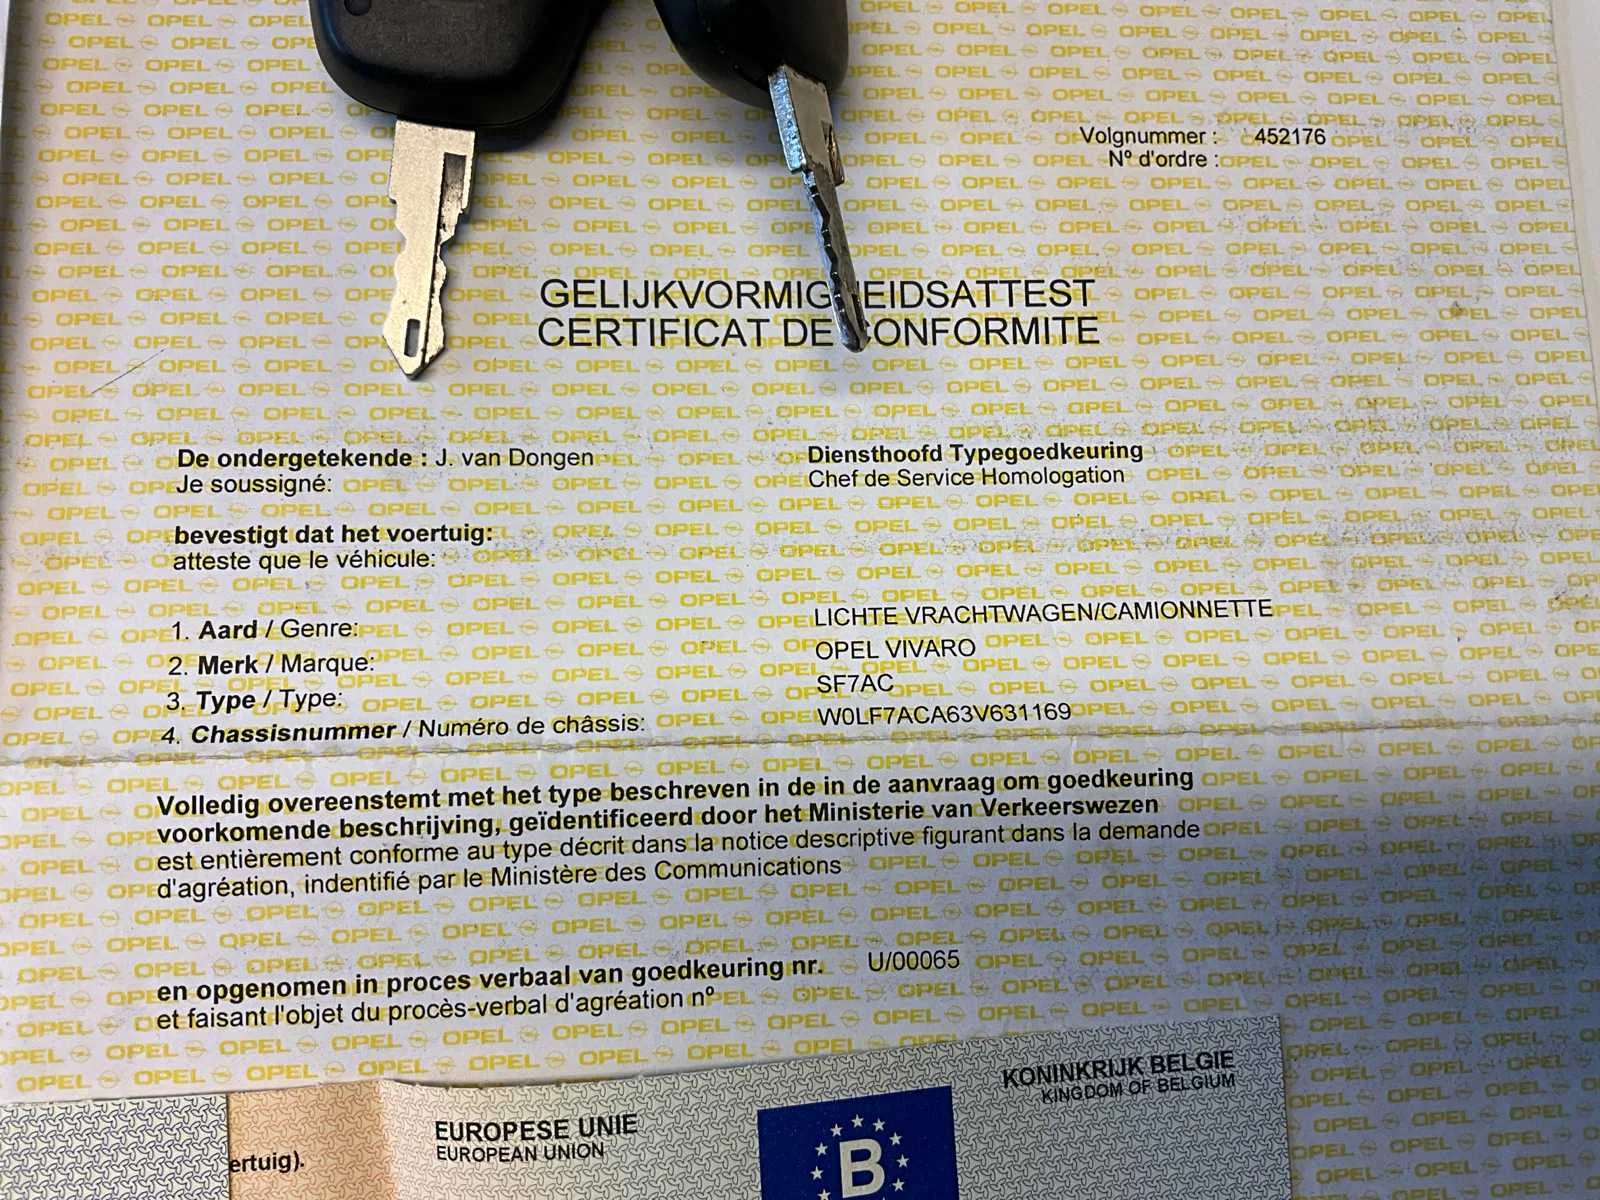 Volgnummer : 452176
Nº d'ordre :
GELIJKVORMIGHEIDSATTEST
CERTIFICAT DE CONFORMITE
De ondergetekende : J. van Dongen
Je soussigné:
Diensthoofd Typegoedkeuring
Chef de Service Homologation
bevestigt dat het voertuig:
atteste que le véhicule:
1. Aard / Genre: LICHTE VRACHTWAGEN/CAMIONNETTE
2. Merk / Marque: OPEL VIVARO
3. Type / Type: SF7AC
4. Chassisnummer / Numéro de châssis: W0LF7ACA63V631169
Volledig overeenstemt met het type beschreven in de in de aanvraag om goedkeuring
voorkomende beschrijving, geïdentificeerd door het Ministerie van Verkeerswezen
est entièrement conforme au type décrit dans la notice descriptive figurant dans la demande
d'agréation, indentifié par le Ministère des Communications
en opgenomen in proces verbaal van goedkeuring nr. U/00065
et faisant l'objet du procès-verbal d'agréation nº
KONINKRIJK BELGIE
KINGDOM OF BELGIUM
EUROPESE UNIE
EUROPEAN UNION
B
ertuig).